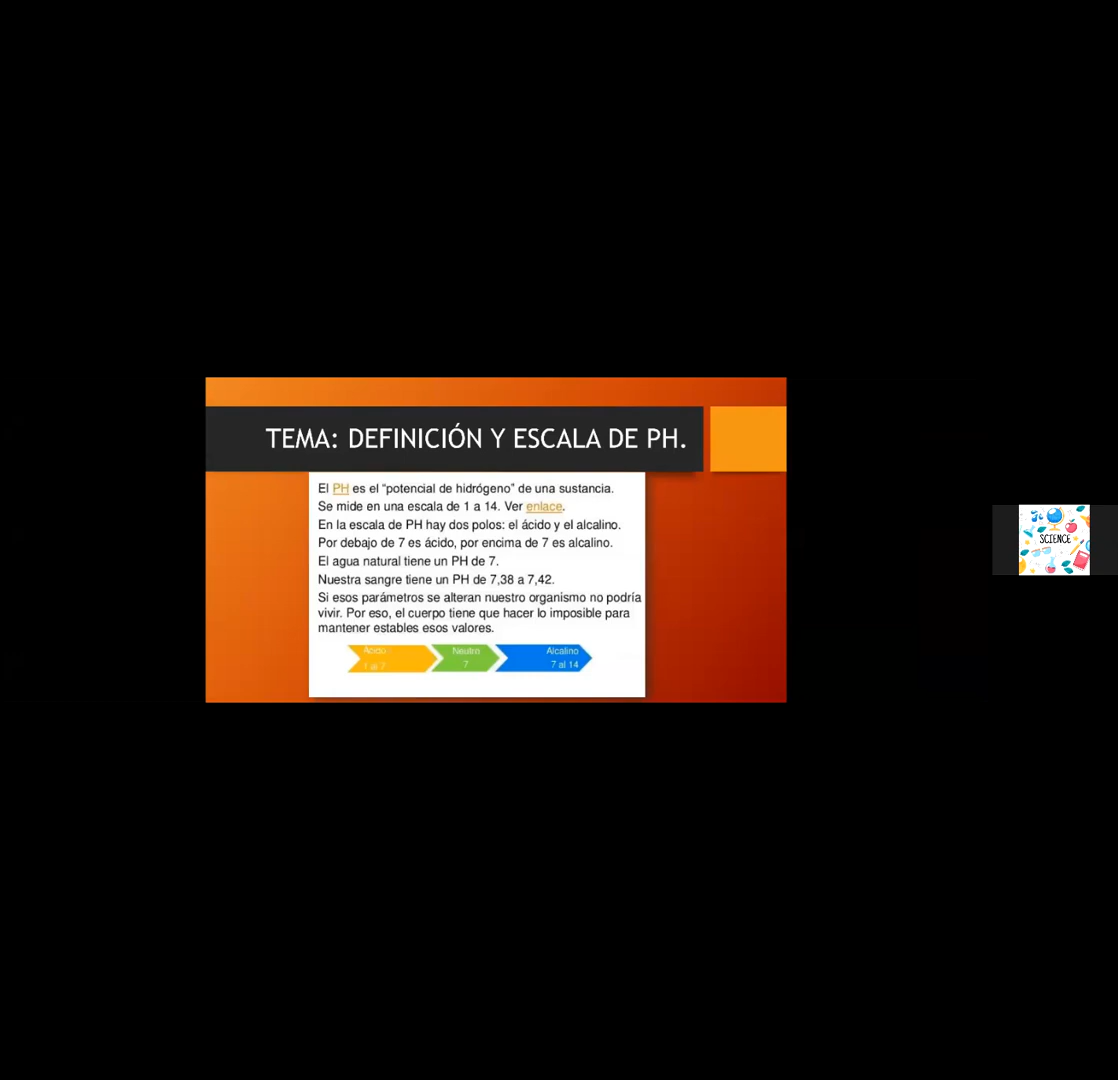 TEMA: DEFINICIÓN Y ESCALA DE PH.
El PH es el “potencial de hidrógeno” de una sustancia.
Se mide en una escala de 1 a 14. Ver enlace.
En la escala de PH hay dos polos: el ácido y el alcalino.
Por debajo de 7 es ácido, por encima de 7 es alcalino.
El agua natural tiene un PH de 7.
Nuestra sangre tiene un PH de 7,38 a 7,42.
Si esos parámetros se alteran nuestro organismo no podría
vivir. Por eso, el cuerpo tiene que hacer lo imposible para
mantener estables esos valores.
Ácido
1 al 7
Neutro
7
Alcalino
7 al 14
SCIENCE